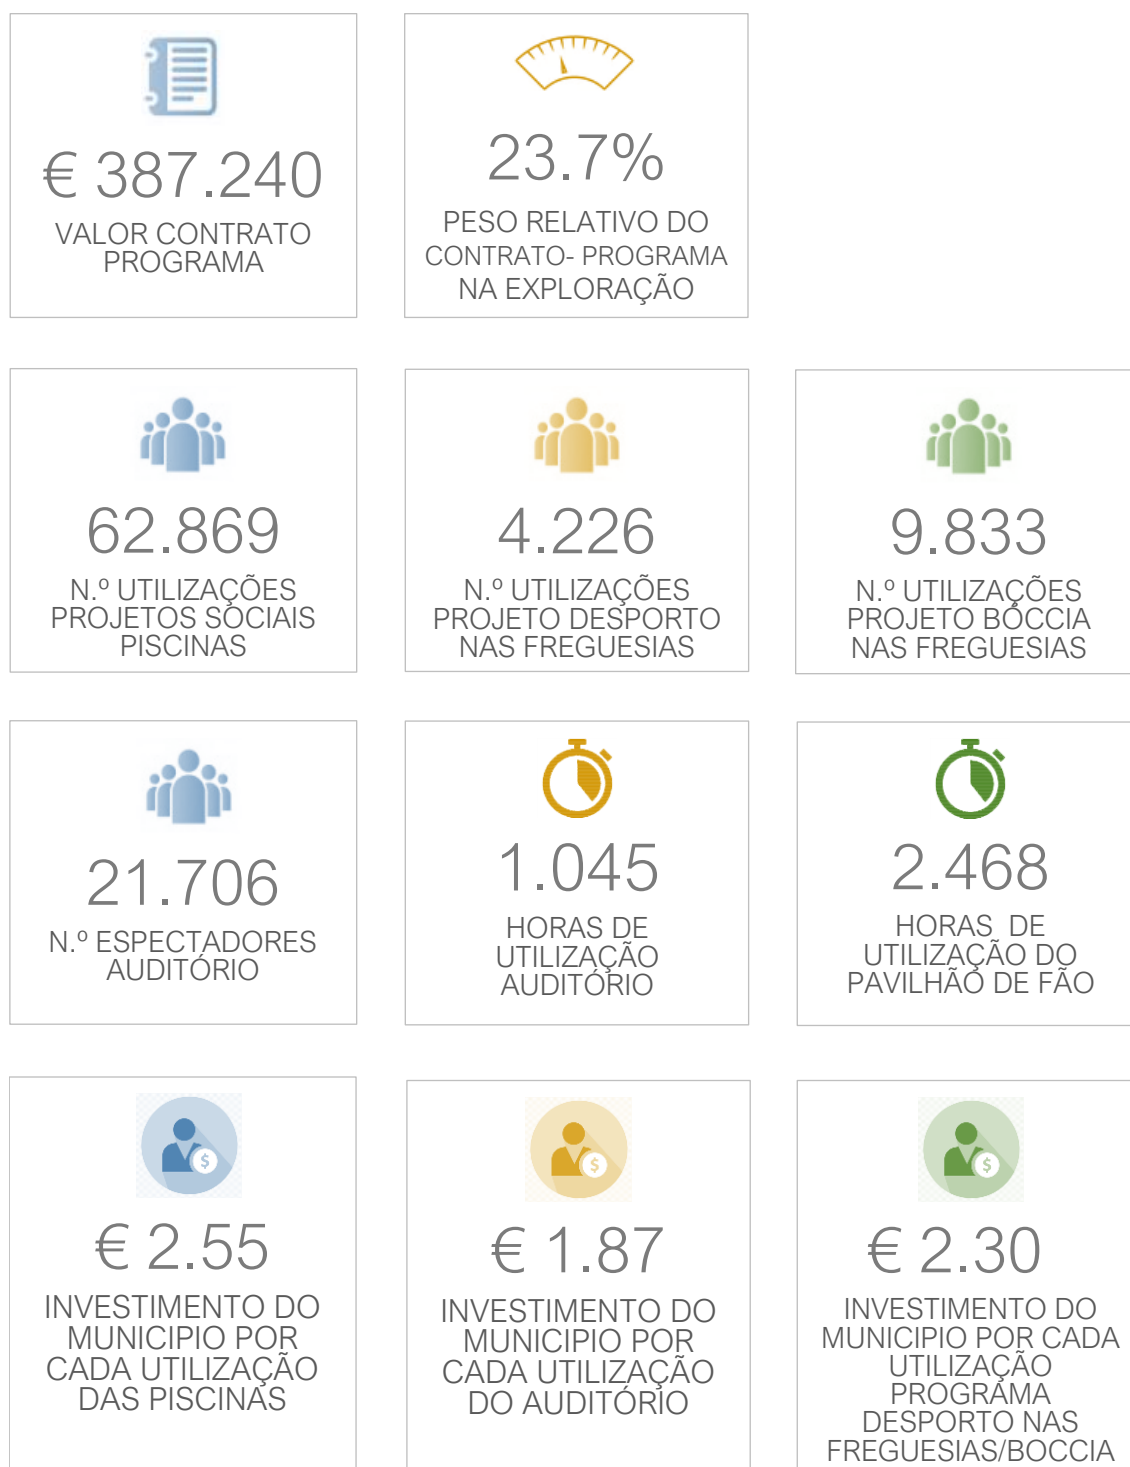 € 387.240
VALOR CONTRATO
PROGRAMA
23.7%
PESO RELATIVO DO
CONTRATO- PROGRAMA
NA EXPLORAÇÃO
62.869
N.º UTILIZAÇÕES
PROJETOS SOCIAIS
PISCINAS
4.226
N.º UTILIZAÇÕES
PROJETO DESPORTO
NAS FREGUESIAS
9.833
N.º UTILIZAÇÕES
PROJETO BÓCCIA
NAS FREGUESIAS
21.706
N.º ESPECTADORES
AUDITÓRIO
1.045
HORAS DE
UTILIZAÇÃO
AUDITÓRIO
2.468
HORAS DE
UTILIZAÇÃO DO
PAVILHÃO DE FÃO
$
€ 2.55
INVESTIMENTO DO
MUNICIPIO POR
CADA UTILIZAÇÃO
DAS PISCINAS
$
€ 1.87
INVESTIMENTO DO
MUNICIPIO POR
CADA UTILIZAÇÃO
DO AUDITÓRIO
$
€ 2.30
INVESTIMENTO DO
MUNICIPIO POR CADA
UTILIZAÇÃO
PROGRAMA
DESPORTO NAS
FREGUESIAS/BOCCIA